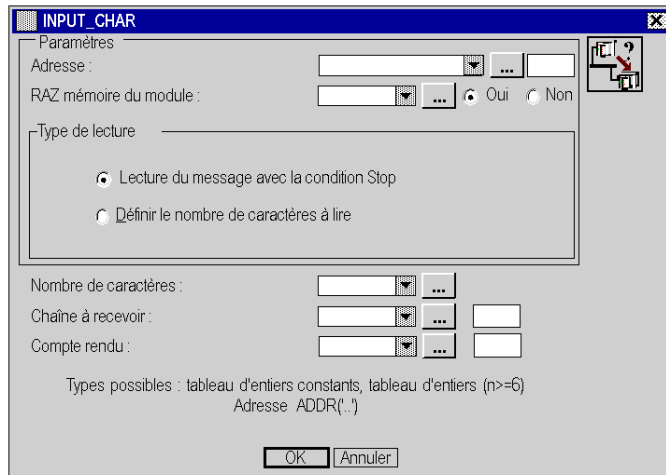 INPUT_CHAR
Paramètres
Adresse :
...
RAZ mémoire du module :
...
Oui
Non
Type de lecture
Lecture du message avec la condition Stop
Définir le nombre de caractères à lire
Nombre de caractères :
...
Chaîne à recevoir :
...
Compte rendu :
...
Types possibles : tableau d'entiers constants, tableau d'entiers (n>=6)
Adresse ADDR('..')
OK
Annuler
?